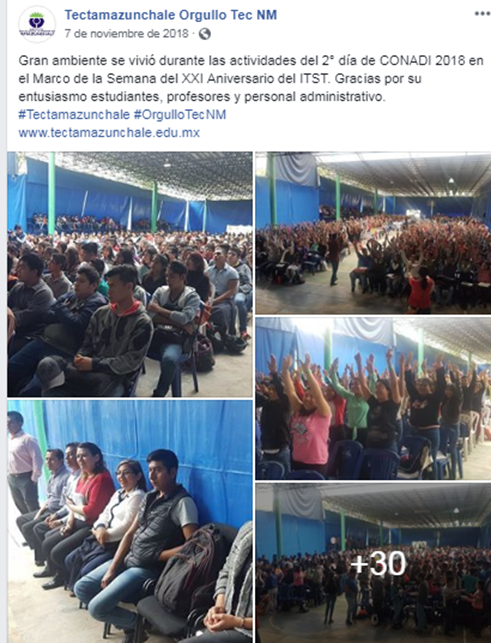 Tectamazunchale Orgullo Tec NM
7 de noviembre de 2018 ·
Gran ambiente se vivió durante las actividades del 2° día de CONADI 2018 en
el Marco de la Semana del XXI Aniversario del ITST. Gracias por su
entusiasmo estudiantes, profesores y personal administrativo.
#Tectamazunchale #OrgulloTecNM
www.tectamazunchale.edu.mx
+30